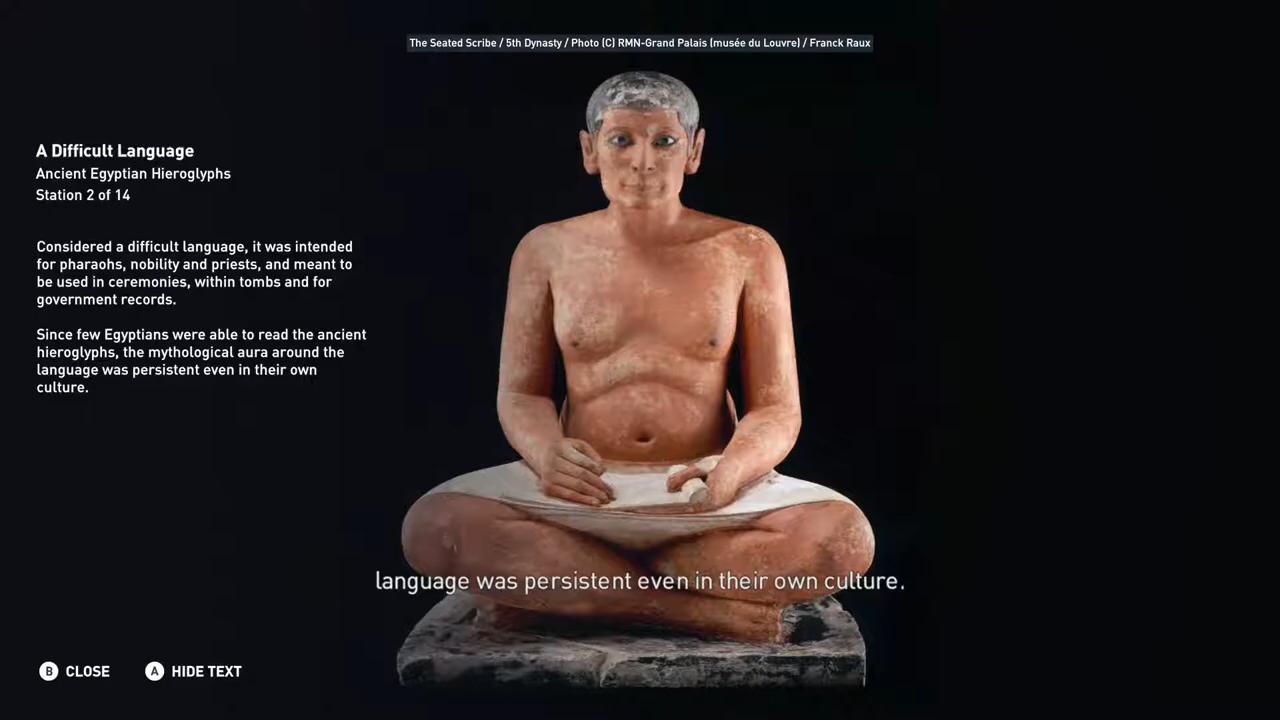 The Seated Scribe / 5th Dynasty / Photo (C) RMN-Grand Palais (musée du Louvre) / Franck Raux
A Difficult Language
Ancient Egyptian Hieroglyphs
Station 2 of 14
Considered a difficult language, it was intended
for pharaohs, nobility and priests, and meant to
be used in ceremonies, within tombs and for
government records.
Since few Egyptians were able to read the ancient
hieroglyphs, the mythological aura around the
language was persistent even in their own
culture.
language was persistent even in their own culture.
B CLOSE A HIDE TEXT